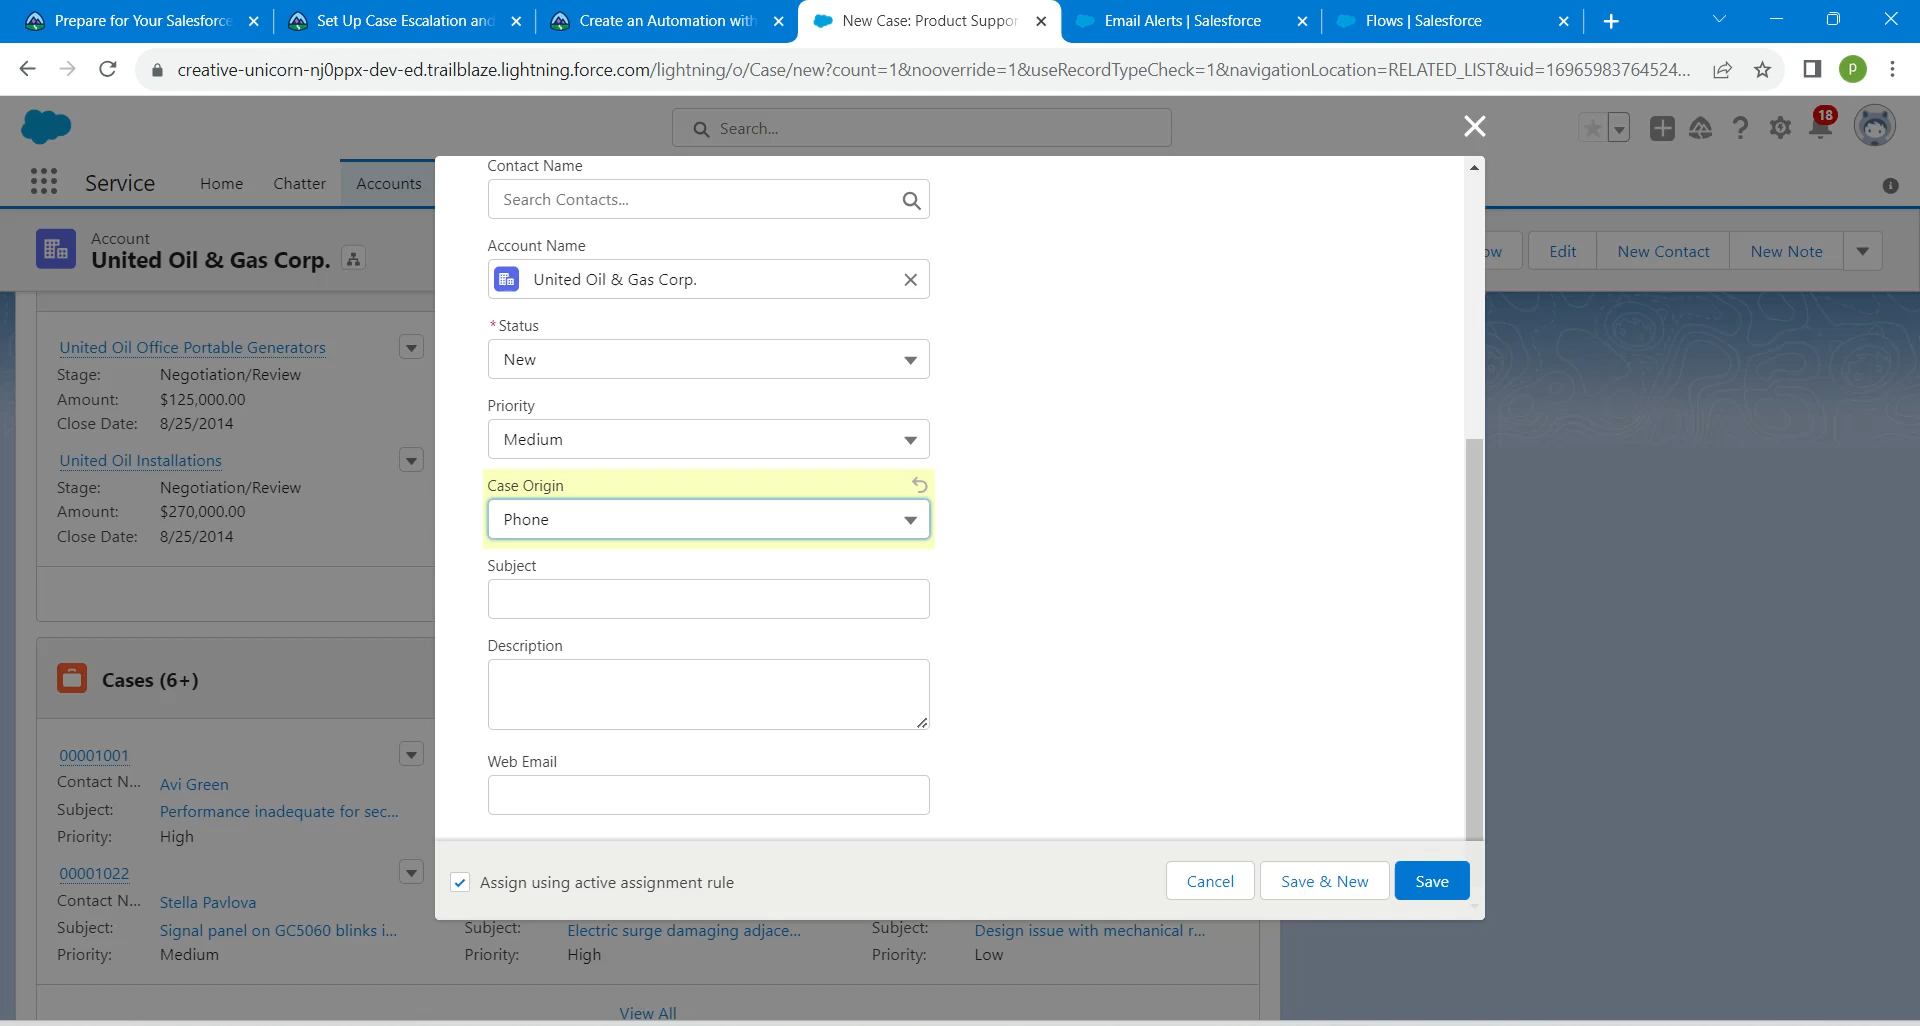 Prepare for Your Salesforce
Set Up Case Escalation and
Create an Automation with
New Case: Product Suppor
Email Alerts | Salesforce
Flows | Salesforce
creative-unicorn-nj0ppx-dev-ed.trailblaze.lightning.force.com/lightning/o/Case/new?count=1&nooverride=1&useRecordTypeCheck=1&navigationLocation=RELATED_LIST&uid=16965983764524...
P
Search...
18
Service
Home
Chatter
Accounts
Account
United Oil & Gas Corp.
ow
Edit
New Contact
New Note
United Oil Office Portable Generators
Stage: Negotiation/Review
Amount: $125,000.00
Close Date: 8/25/2014
United Oil Installations
Stage: Negotiation/Review
Amount: $270,000.00
Close Date: 8/25/2014
Cases (6+)
00001001
Contact N... Avi Green
Subject: Performance inadequate for sec...
Priority: High
00001022
Contact N... Stella Pavlova
Subject: Signal panel on GC5060 blinks i...
Priority: Medium
Subject: Electric surge damaging adjace...
Priority: High
Subject: Design issue with mechanical r...
Priority: Low
View All
Contact Name
Search Contacts...
Account Name
United Oil & Gas Corp.
*Status
New
Priority
Medium
Case Origin
Phone
Subject
Description
Web Email
Assign using active assignment rule
Cancel
Save & New
Save